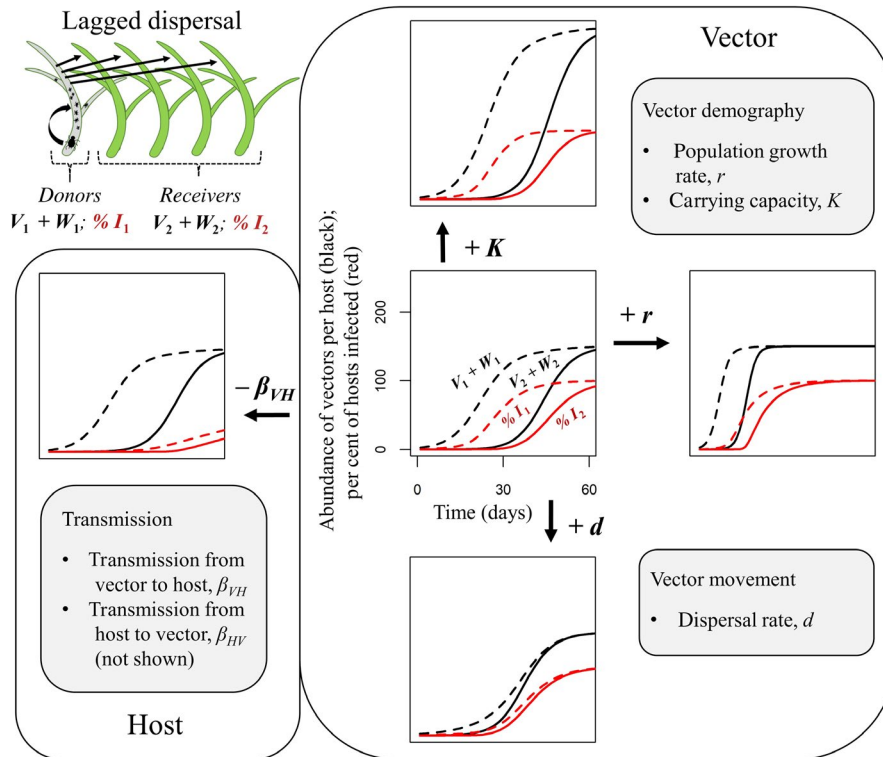 Lagged dispersal
Donors
Receivers
V₁ + W₁; % I₁
V₂ + W₂; % I₂
Vector
Vector demography
• Population growth
rate, r
• Carrying capacity, K
+ K
Abundance of vectors per host (black);
per cent of hosts infected (red)
200
100
0
V₁ + W₁
V₂ + W₂
% I₁
% I₂
0
30
60
Time (days)
+ r
– β_VH
+ d
Transmission
• Transmission from
vector to host, β_VH
• Transmission from
host to vector, β_HV
(not shown)
Host
Vector movement
• Dispersal rate, d